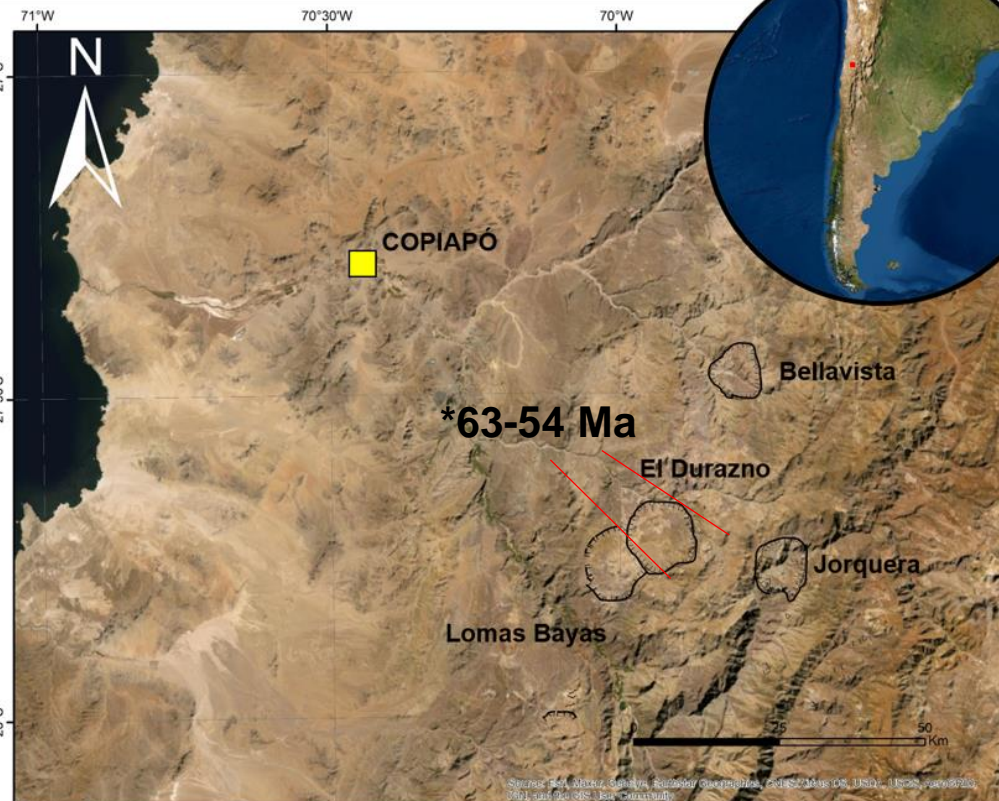 71°W 70°30'W 70°W
N
COPIAPÓ
Bellavista
*63-54 Ma
El Durazno
Jorquera
Lomas Bayas
25 50
Km